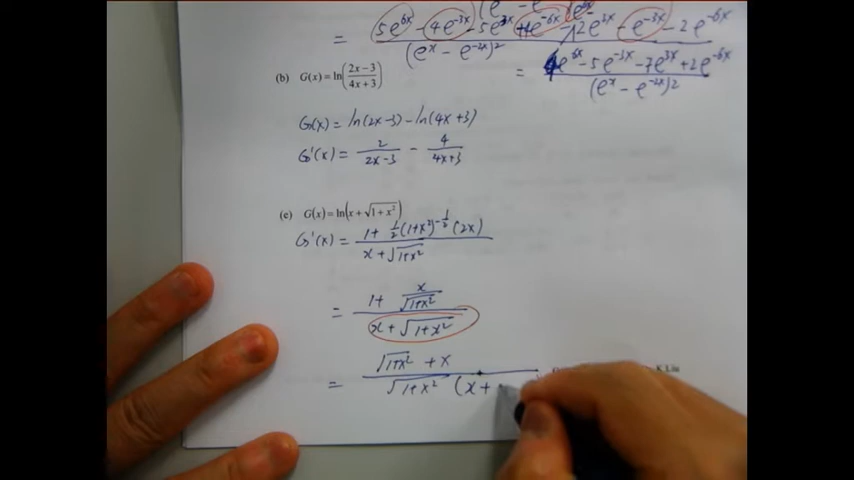 = 5e^{6x} - 4e^{-3x} - 5e^{3x} + 4e^{-6x} - 2e^{3x} - e^{-3x} - 2e^{-6x} / (e^x - e^{-2x})^2
= 4e^{6x} - 5e^{-3x} - 7e^{3x} + 2e^{-6x} / (e^x - e^{-2x})^2
(b) G(x) = ln((2x-3)/(4x+3))
G(x) = ln(2x-3) - ln(4x+3)
G'(x) = 2/(2x-3) - 4/(4x+3)
(c) G(x) = ln(x + √(1+x²))
G'(x) = 1 + ½(1+x²)^{-½}(2x) / x + √(1+x²)
= 1 + x/√(1+x²) / x + √(1+x²)
= √(1+x²) + x / √(1+x²) (x +
K Liu